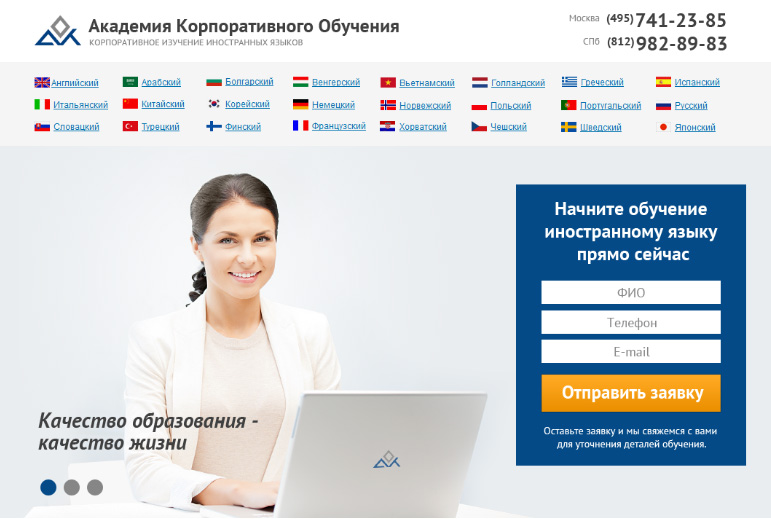 Академия Корпоративного Обучения
КОРПОРАТИВНОЕ ИЗУЧЕНИЕ ИНОСТРАННЫХ ЯЗЫКОВ
Москва (495) 741-23-85
СПб (812) 982-89-83
Английский Арабский Болгарский Венгерский Вьетнамский Голландский Греческий Испанский
Итальянский Китайский Корейский Немецкий Норвежский Польский Португальский Русский
Словацкий Турецкий Финский Французский Хорватский Чешский Шведский Японский
Начните обучение
иностранному языку
прямо сейчас
ФИО
Телефон
E-mail
Отправить заявку
Оставьте заявку и мы свяжемся с вами
для уточнения деталей обучения.
Качество образования -
качество жизни